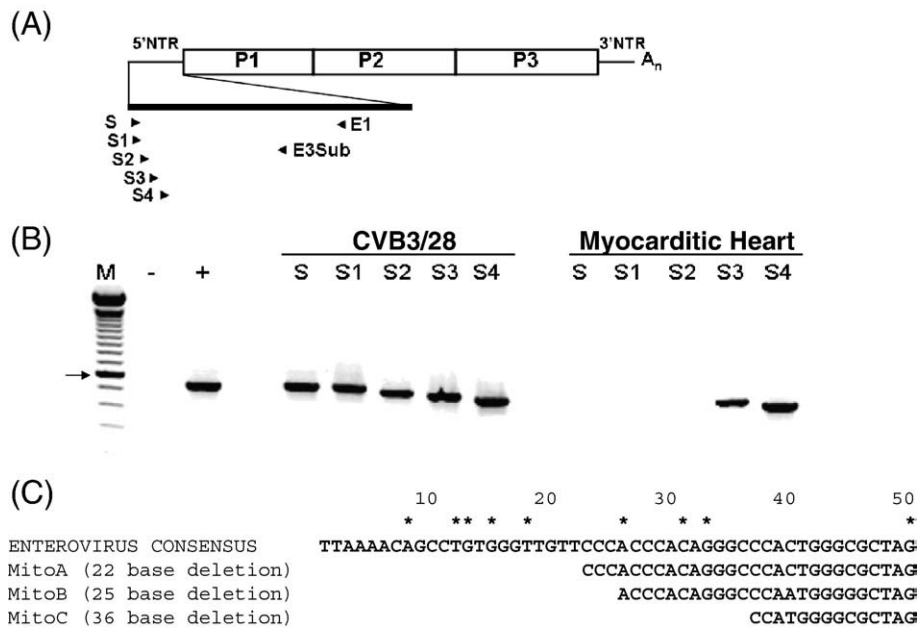 (A)
5'NTR P1 P2 P3 3'NTR An
S E1
S1 E3Sub
S2
S3
S4
(B) CVB3/28 Myocarditic Heart
M - + S S1 S2 S3 S4 S S1 S2 S3 S4
(C) 10 20 30 40 50
* * * * * * * * *
ENTEROVIRUS CONSENSUS TTAAAACAGCCTGTGGGTTGTTCCCACCCACAGGGCCCACTGGGCGCTAG
MitoA (22 base deletion) CCCACCCACAGGGCCCACTGGGCGCTAG
MitoB (25 base deletion) ACCCACAGGGCCCAATGGGGGCTAG
MitoC (36 base deletion) CCATGGGGCGCTAG